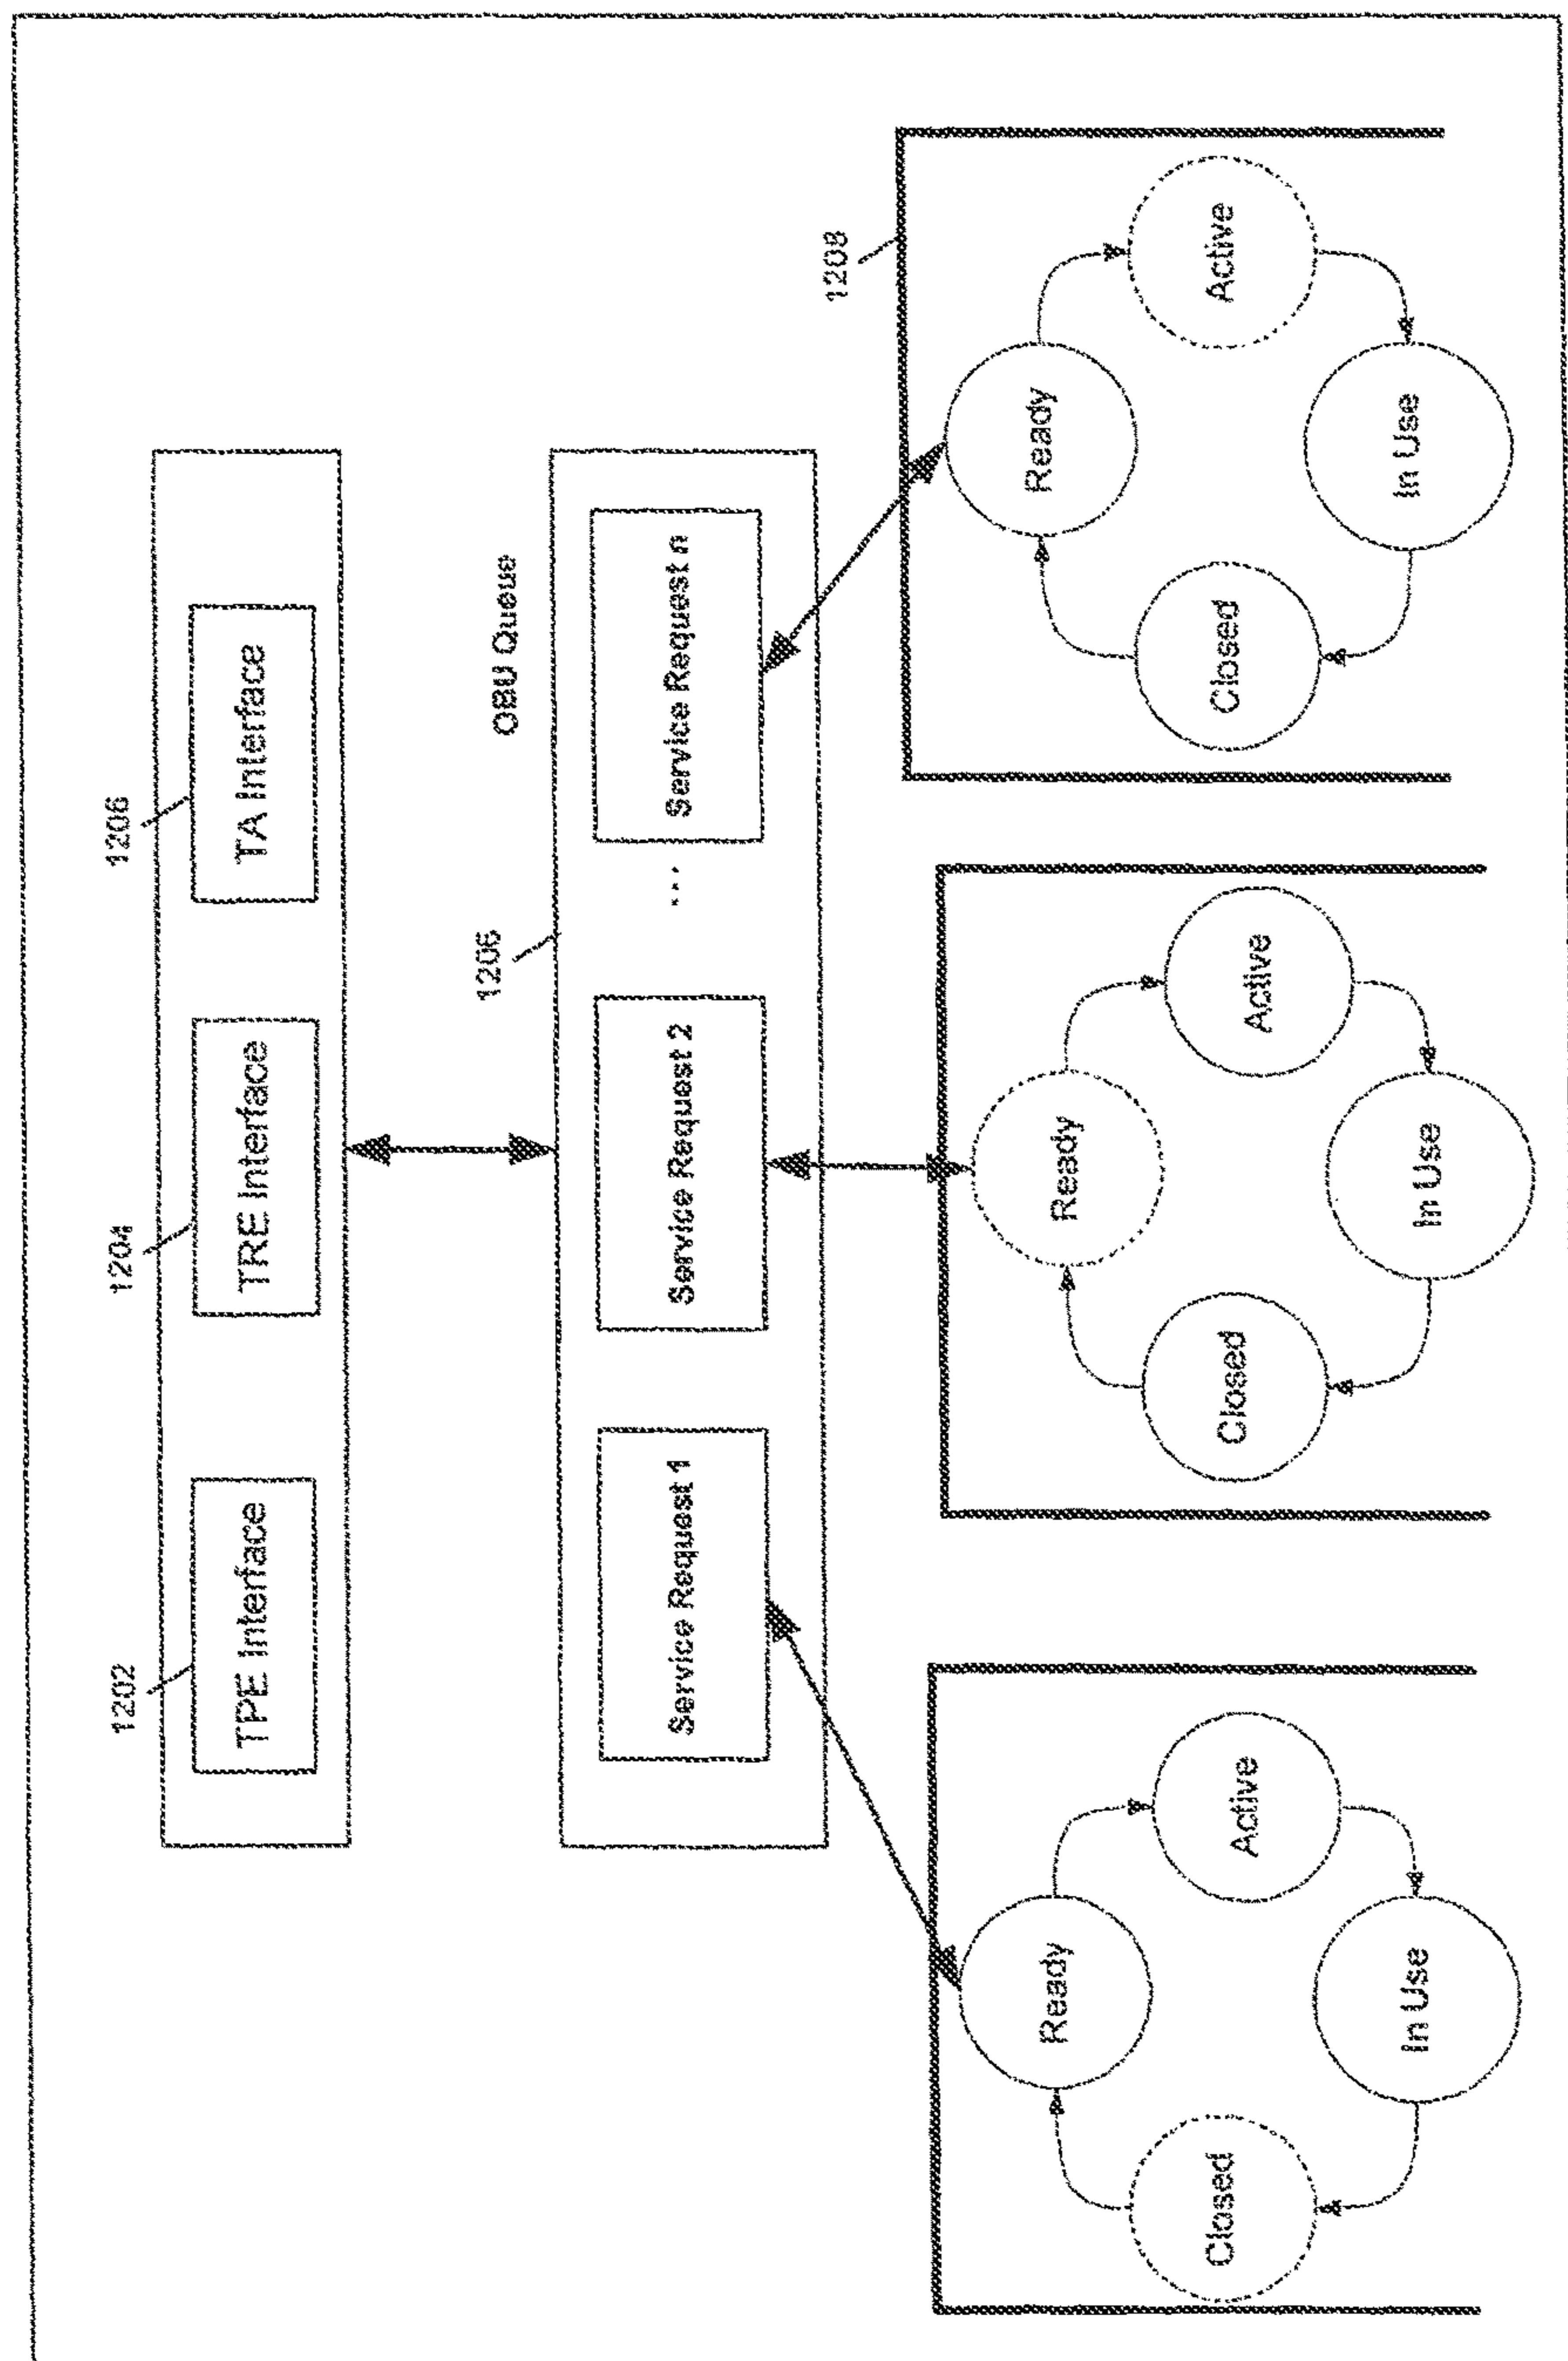 1202
1204
1206
TPE Interface
TRE Interface
TA Interface
OBU Queue
1206
Service Request 1
Service Request 2
...
Service Request n
1208
Ready
Closed
Active
In Use
Ready
Closed
Active
In Use
Ready
Closed
Active
In Use